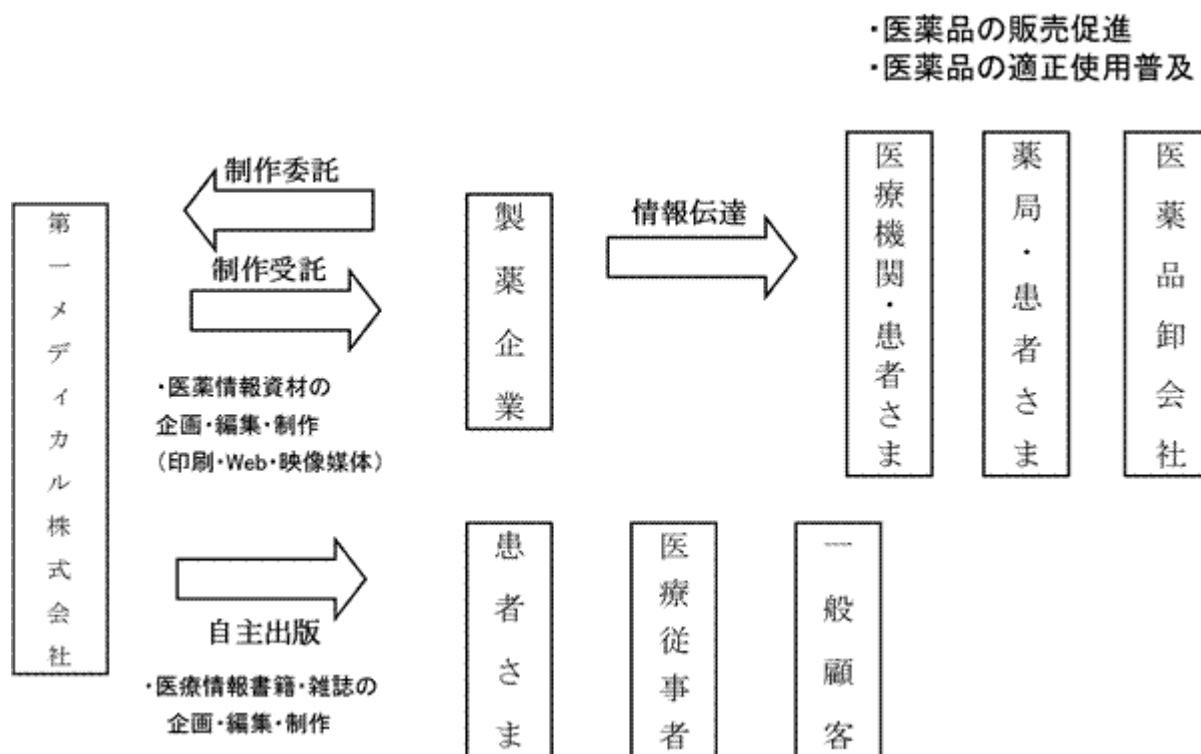 ・医薬品の販売促進
・医薬品の適正使用普及
第一メディカル株式会社
制作委託
制作受託
・医薬情報資材の
企画・編集・制作
（印刷・Web・映像媒体）
製薬企業
情報伝達
医療機関・患者さま
薬局・患者さま
医薬品卸会社
自主出版
・医療情報書籍・雑誌の
企画・編集・制作
患者さま
医療従事者
一般顧客